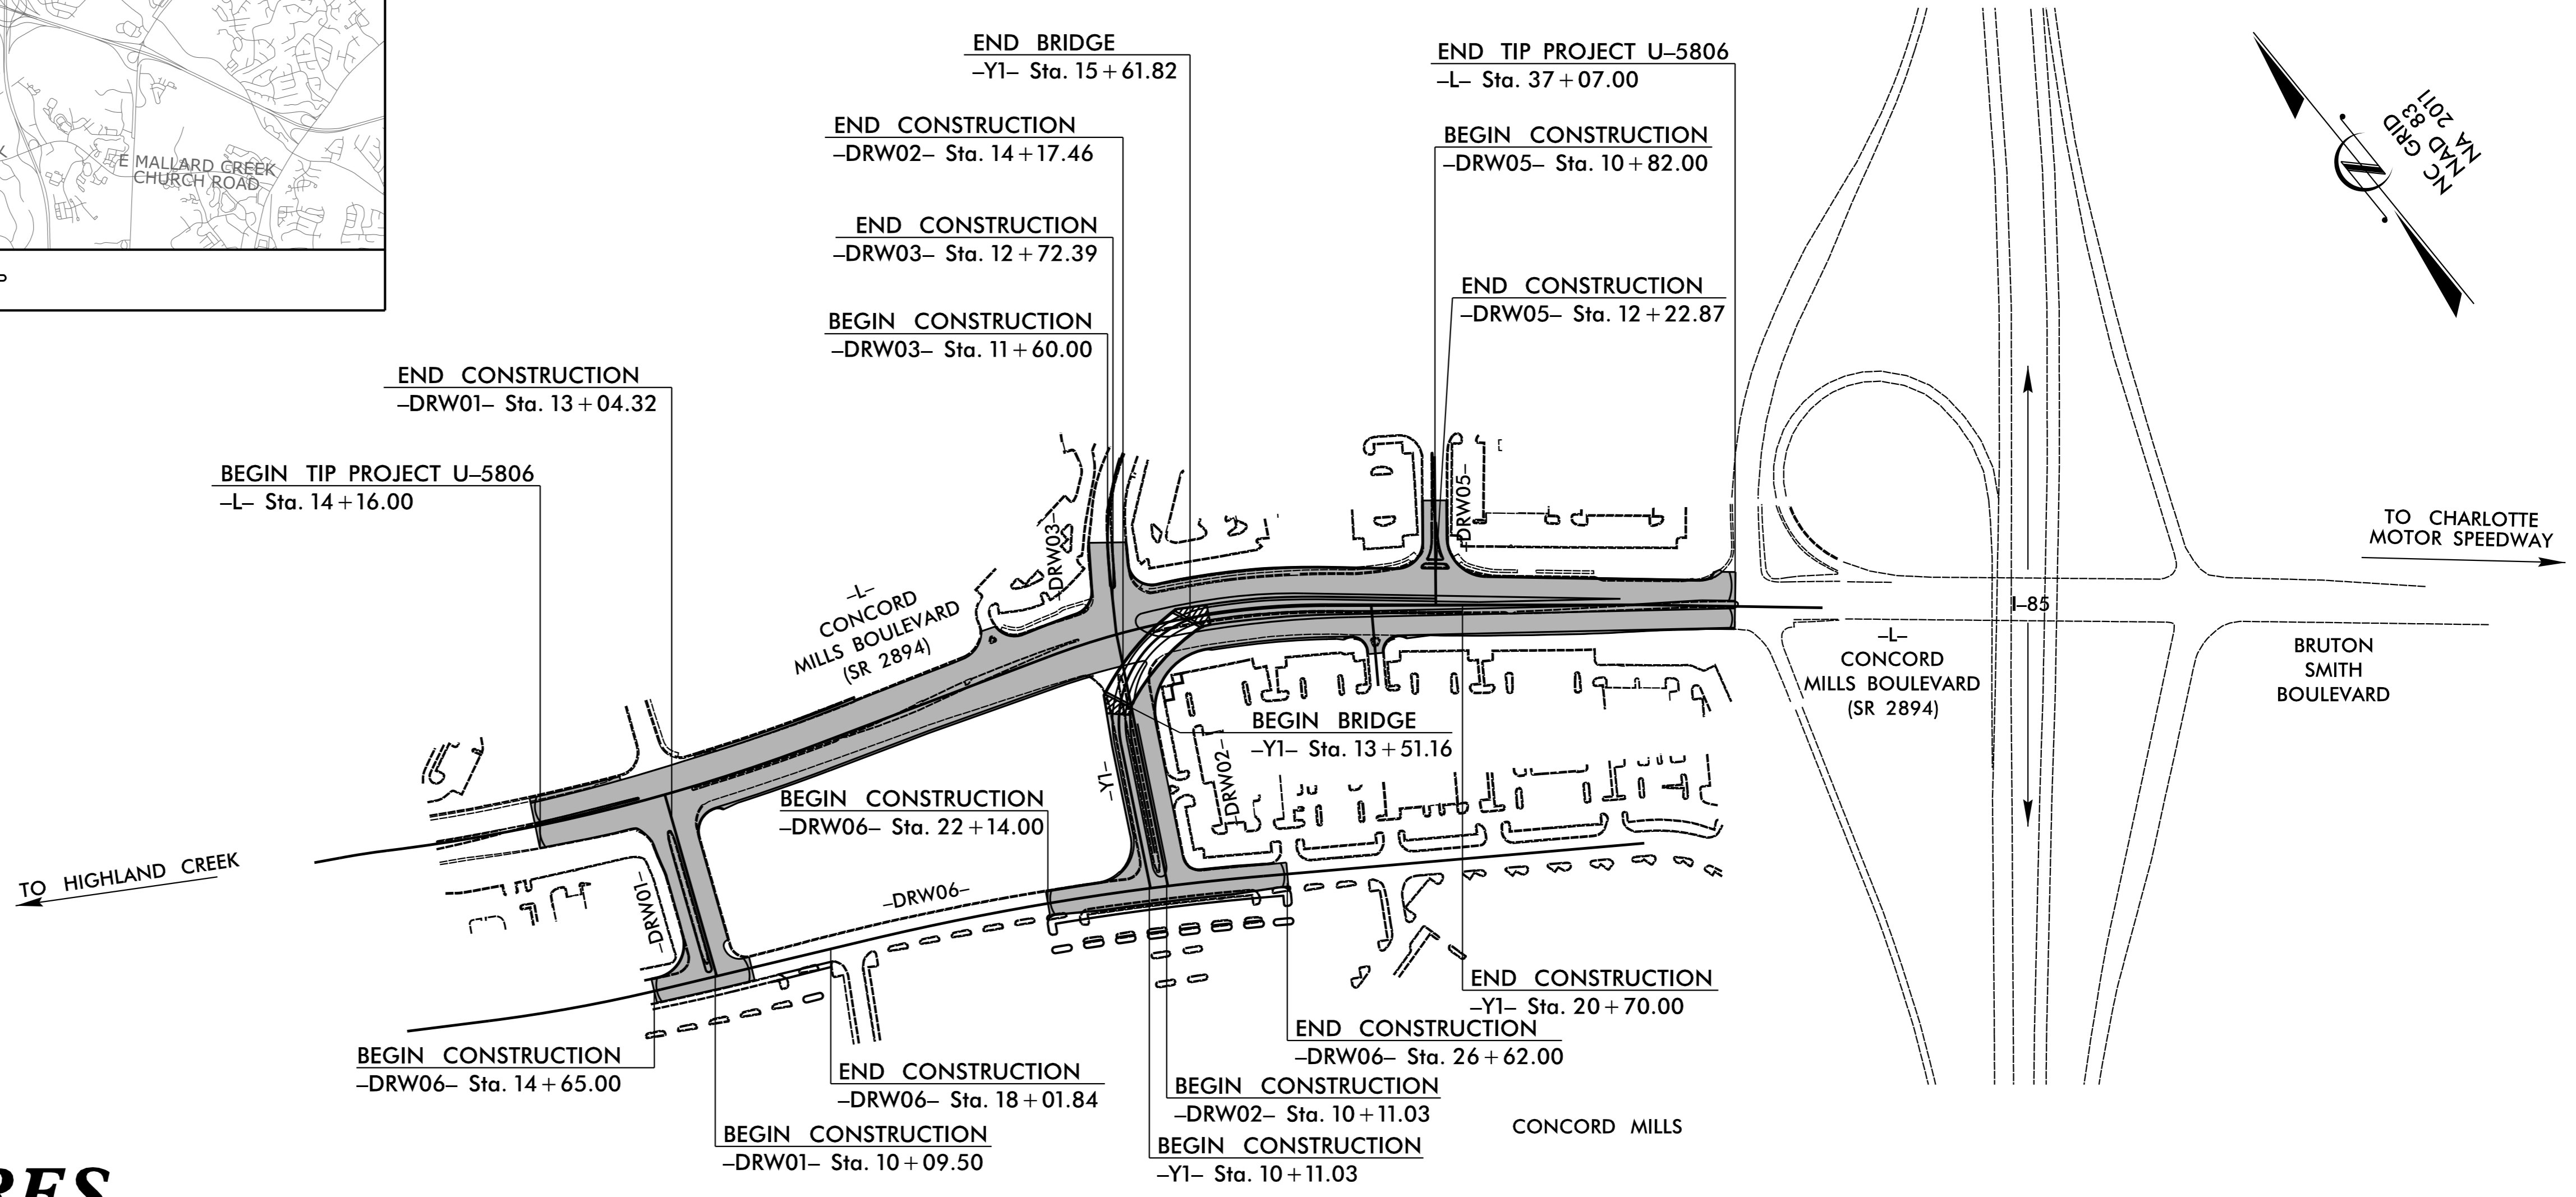 E MALLARD CREEK
CHURCH ROAD
END BRIDGE
–Y1– Sta. 15+61.82
END TIP PROJECT U–5806
–L– Sta. 37+07.00
END CONSTRUCTION
–DRW02– Sta. 14+17.46
BEGIN CONSTRUCTION
–DRW05– Sta. 10+82.00
NC GRID
NAD 83
NA 2011
END CONSTRUCTION
–DRW03– Sta. 12+72.39
END CONSTRUCTION
–DRW05– Sta. 12+22.87
BEGIN CONSTRUCTION
–DRW03– Sta. 11+60.00
END CONSTRUCTION
–DRW01– Sta. 13+04.32
BEGIN TIP PROJECT U–5806
–L– Sta. 14+16.00
–DRW03–
–DRW05–
TO CHARLOTTE
MOTOR SPEEDWAY
–L–
CONCORD
MILLS BOULEVARD
(SR 2894)
I–85
–L–
CONCORD
MILLS BOULEVARD
(SR 2894)
BRUTON
SMITH
BOULEVARD
BEGIN BRIDGE
–Y1– Sta. 13+51.16
–Y1–
–DRW02–
BEGIN CONSTRUCTION
–DRW06– Sta. 22+14.00
TO HIGHLAND CREEK
–DRW01–
–DRW06–
END CONSTRUCTION
–Y1– Sta. 20+70.00
END CONSTRUCTION
–DRW06– Sta. 26+62.00
BEGIN CONSTRUCTION
–DRW06– Sta. 14+65.00
END CONSTRUCTION
–DRW06– Sta. 18+01.84
BEGIN CONSTRUCTION
–DRW02– Sta. 10+11.03
CONCORD MILLS
BEGIN CONSTRUCTION
–DRW01– Sta. 10+09.50
BEGIN CONSTRUCTION
–Y1– Sta. 10+11.03